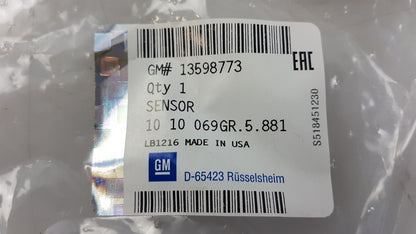 GM# 13598773
Qty 1
SENSOR
10 10 069GR.5.881
LB1216 MADE IN USA
GM
D-65423 Rüsselsheim
EAC
S518451230